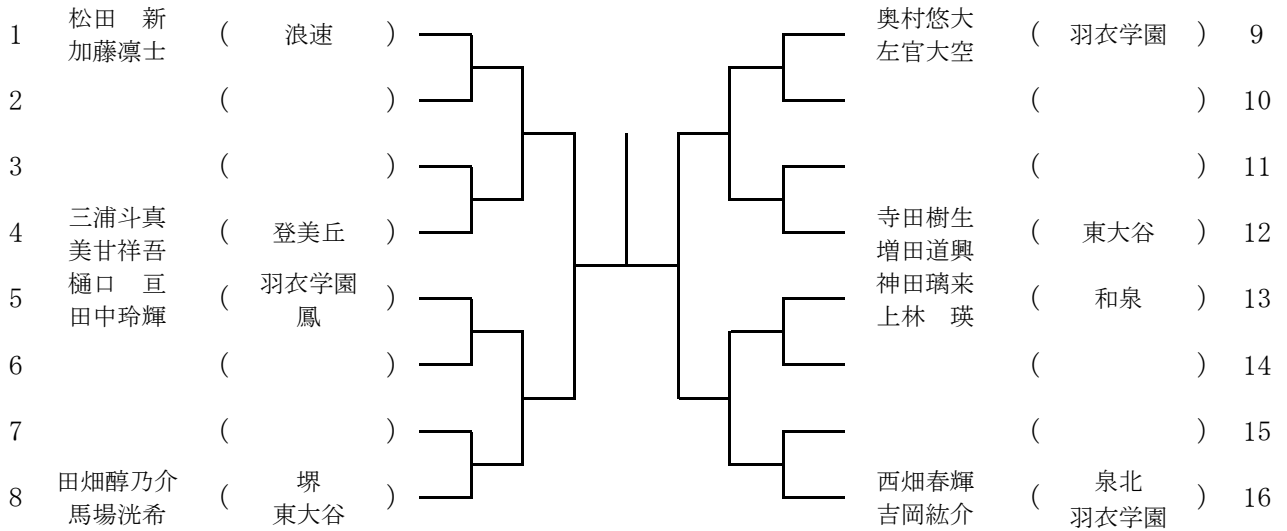 1 松田　新 加藤凛士 ( 浪速 )
2 ( )
3 ( )
4 三浦斗真 美甘祥吾 ( 登美丘 )
5 樋口　亘 田中玲輝 ( 羽衣学園 鳳 )
6 ( )
7 ( )
8 田畑醇乃介 馬場洸希 ( 堺 東大谷 )
奥村悠大 左官大空 ( 羽衣学園 ) 9
( ) 10
( ) 11
寺田樹生 増田道興 ( 東大谷 ) 12
神田璃来 上林　瑛 ( 和泉 ) 13
( ) 14
( ) 15
西畑春輝 吉岡紘介 ( 泉北 羽衣学園 ) 16